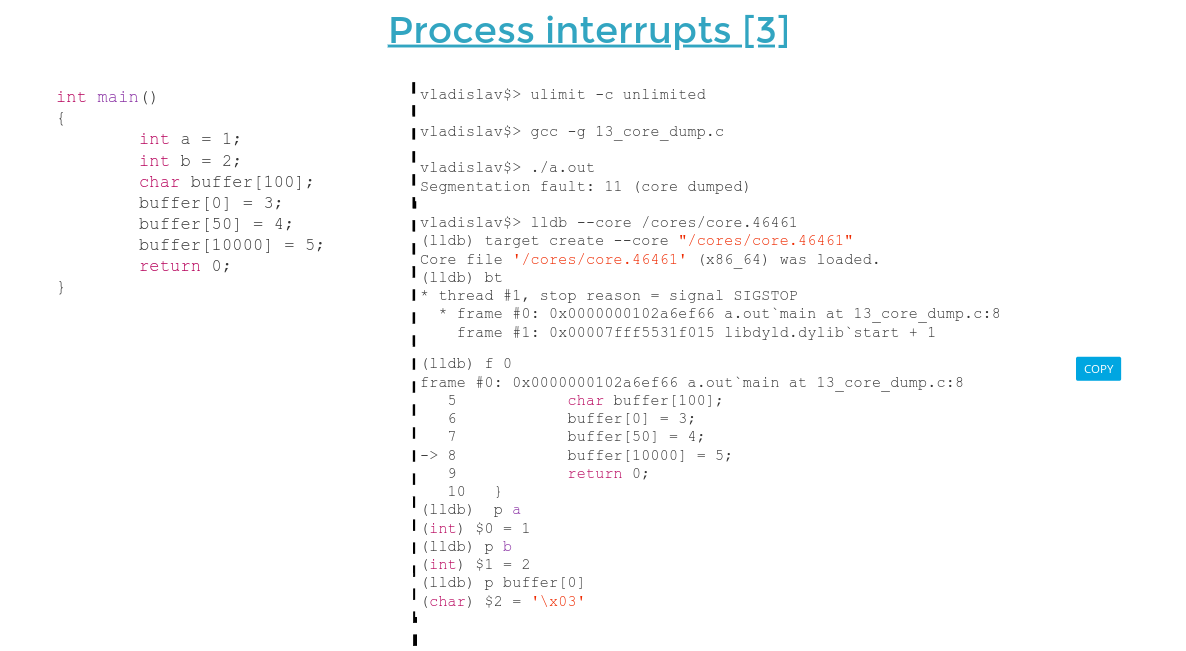 Process interrupts [3]
int main()
{
int a = 1;
int b = 2;
char buffer[100];
buffer[0] = 3;
buffer[50] = 4;
buffer[10000] = 5;
return 0;
}
vladislav$> ulimit -c unlimited
vladislav$> gcc -g 13_core_dump.c
vladislav$> ./a.out
Segmentation fault: 11 (core dumped)
vladislav$> lldb --core /cores/core.46461
(lldb) target create --core "/cores/core.46461"
Core file '/cores/core.46461' (x86_64) was loaded.
(lldb) bt
* thread #1, stop reason = signal SIGSTOP
* frame #0: 0x0000000102a6ef66 a.out`main at 13_core_dump.c:8
frame #1: 0x00007fff5531f015 libdyld.dylib`start + 1
(lldb) f 0
frame #0: 0x0000000102a6ef66 a.out`main at 13_core_dump.c:8
5 char buffer[100];
6 buffer[0] = 3;
7 buffer[50] = 4;
-> 8 buffer[10000] = 5;
9 return 0;
10 }
(lldb) p a
(int) $0 = 1
(lldb) p b
(int) $1 = 2
(lldb) p buffer[0]
(char) $2 = '\x03'
COPY